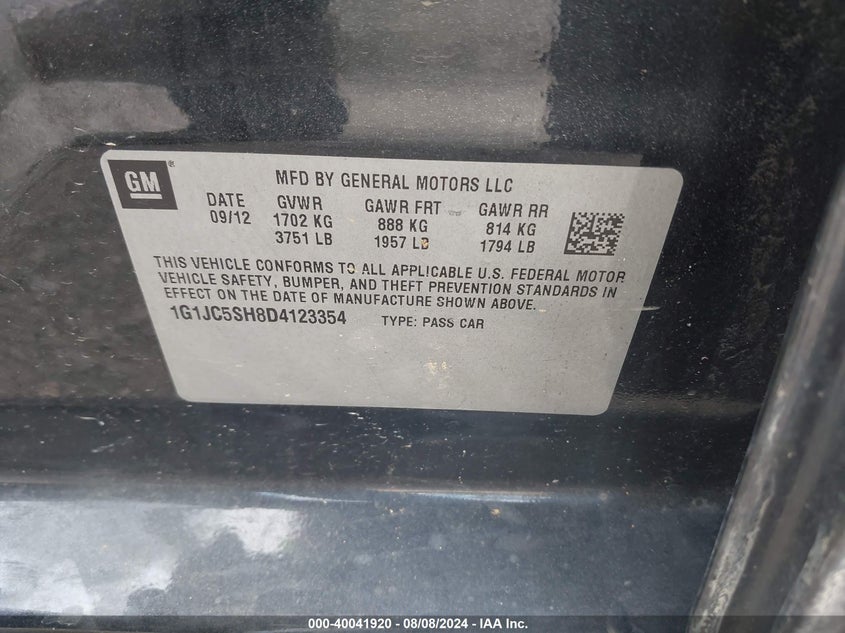 GM®
MFD BY GENERAL MOTORS LLC
DATE GVWR GAWR FRT GAWR RR
09/12 1702 KG 888 KG 814 KG
3751 LB 1957 LB 1794 LB
THIS VEHICLE CONFORMS TO ALL APPLICABLE U.S. FEDERAL MOTOR
VEHICLE SAFETY, BUMPER, AND THEFT PREVENTION STANDARDS IN
EFFECT ON THE DATE OF MANUFACTURE SHOWN ABOVE.
1G1JC5SH8D4123354 TYPE: PASS CAR
000-40041920 - 08/08/2024 - IAA Inc.